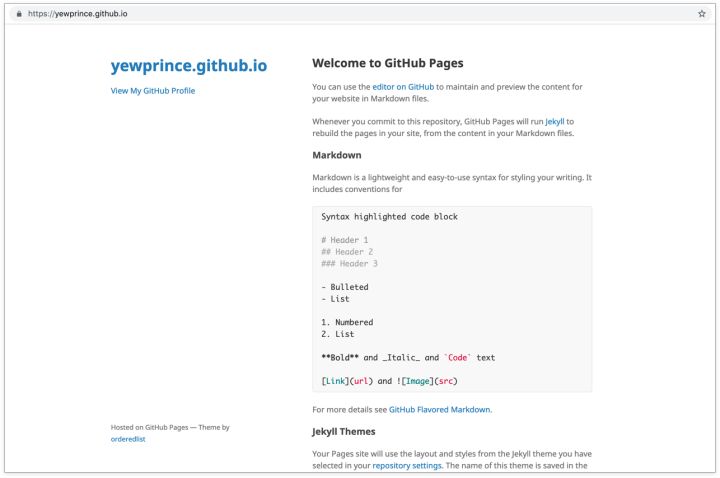 https://yewprince.github.io
yewprince.github.io
View My GitHub Profile
Hosted on GitHub Pages — Theme by
orderedlist
Welcome to GitHub Pages
You can use the editor on GitHub to maintain and preview the content for
your website in Markdown files.
Whenever you commit to this repository, GitHub Pages will run Jekyll to
rebuild the pages in your site, from the content in your Markdown files.
Markdown
Markdown is a lightweight and easy-to-use syntax for styling your writing. It
includes conventions for
Syntax highlighted code block
# Header 1
## Header 2
### Header 3
- Bulleted
- List
1. Numbered
2. List
**Bold** and _Italic_ and `Code` text
[Link](url) and ![Image](src)
For more details see GitHub Flavored Markdown.
Jekyll Themes
Your Pages site will use the layout and styles from the Jekyll theme you have
selected in your repository settings. The name of this theme is saved in the